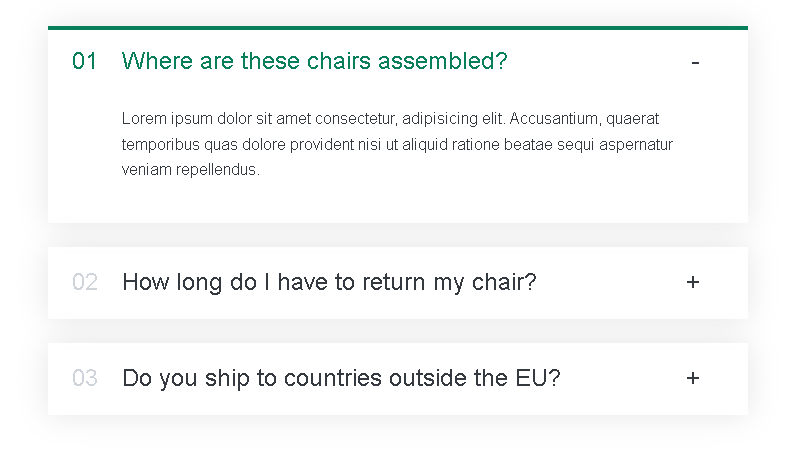 01 Where are these chairs assembled? -
Lorem ipsum dolor sit amet consectetur, adipisicing elit. Accusantium, quaerat
temporibus quas dolore provident nisi ut aliquid ratione beatae sequi aspernatur
veniam repellendus.
02 How long do I have to return my chair? +
03 Do you ship to countries outside the EU? +